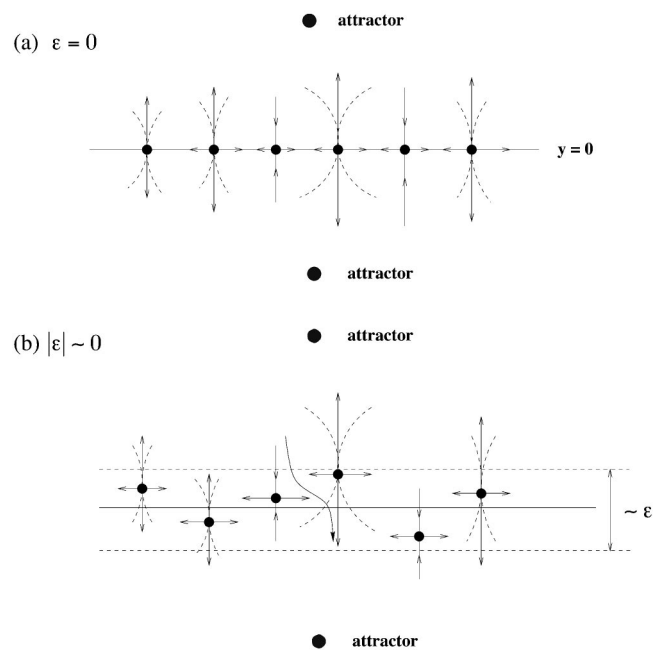 attractor
(a) ε = 0
y = 0
attractor
attractor
(b) |ε| ~ 0
~ ε
attractor